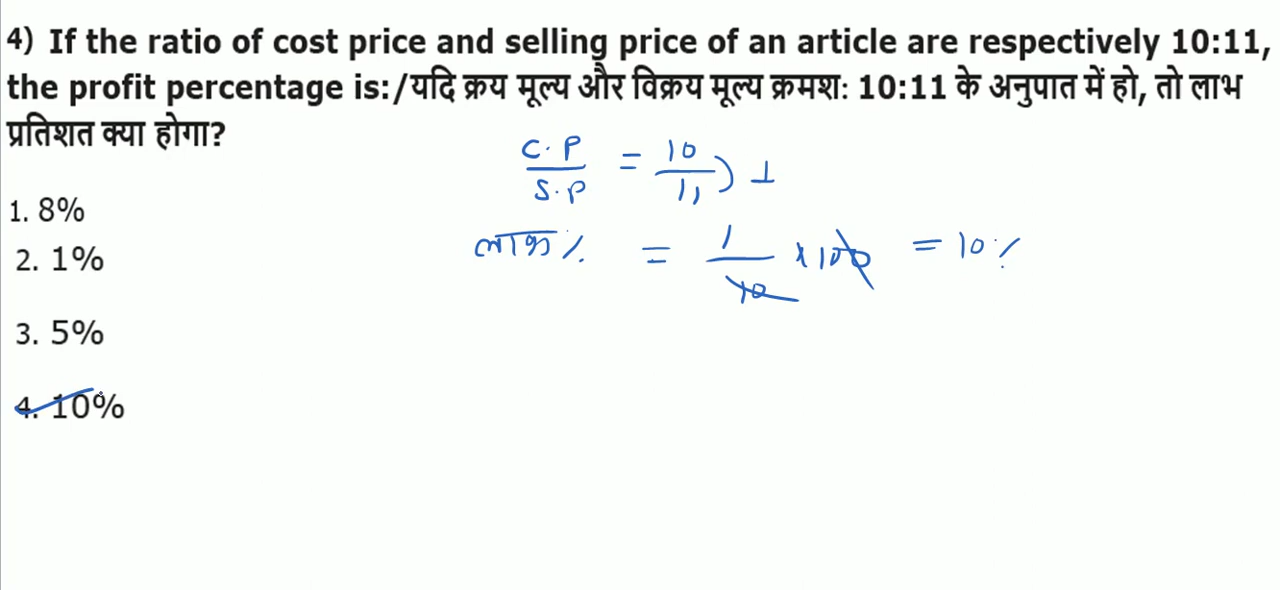 4) If the ratio of cost price and selling price of an article are respectively 10:11,
the profit percentage is:/यदि क्रय मूल्य और विक्रय मूल्य क्रमश: 10:11 के अनुपात में हो, तो लाभ
प्रतिशत क्या होगा?
C.P/S.P = 10/11 ) 1
1. 8%
लाभ % = 1/10 × 100 = 10%
2. 1%
3. 5%
4. 10%